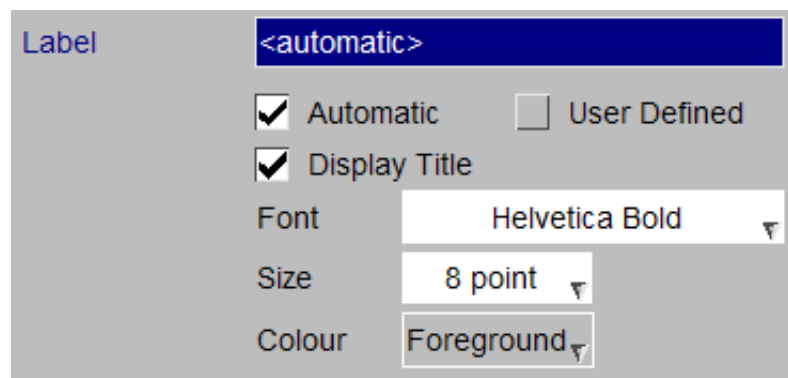 Label <automatic>
Automatic User Defined
Display Title
Font Helvetica Bold
Size 8 point
Colour Foreground